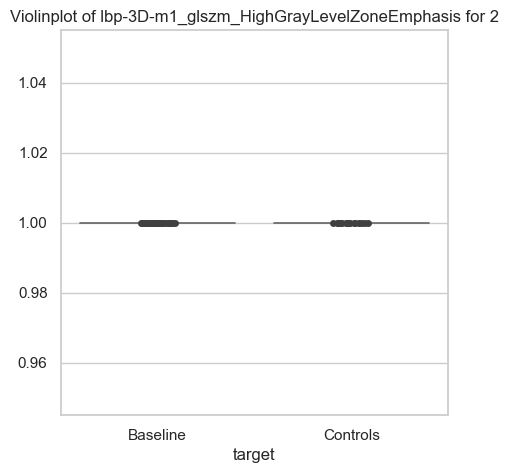 Violinplot of lbp-3D-m1_glszm_HighGrayLevelZoneEmphasis for 2
1.04
1.02
1.00
0.98
0.96
Baseline Controls
target